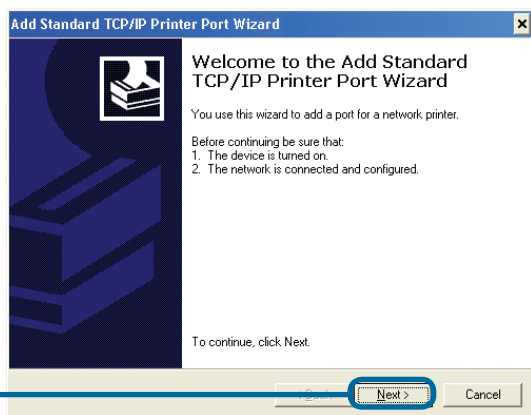 Add Standard TCP/IP Printer Port Wizard
Welcome to the Add Standard
TCP/IP Printer Port Wizard
You use this wizard to add a port for a network printer.
Before continuing be sure that:
1. The device is turned on.
2. The network is connected and configured.
To continue, click Next.
Next >
Cancel